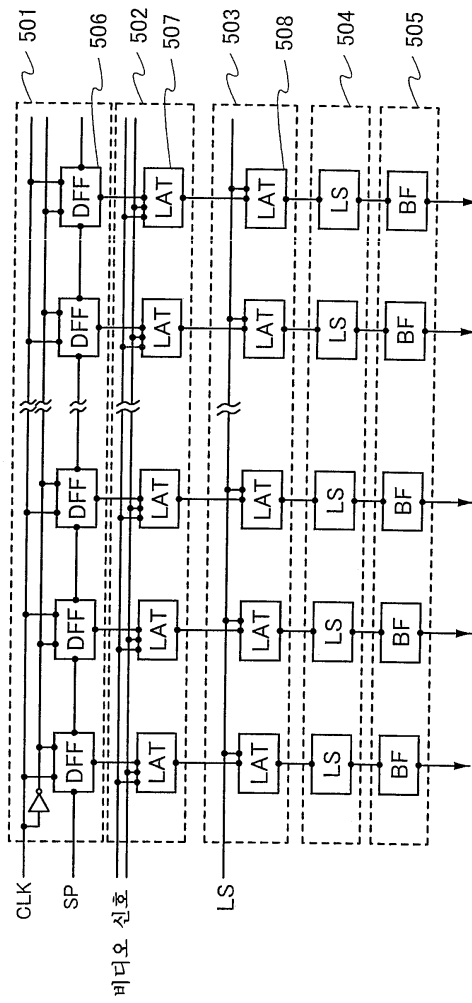 501
506
502
507
503
508
504
505
CLK
SP
비디오 신호
LS
DFF DFF DFF DFF DFF
LAT LAT LAT LAT LAT
LAT LAT LAT LAT LAT
LS LS LS LS LS
BF BF BF BF BF